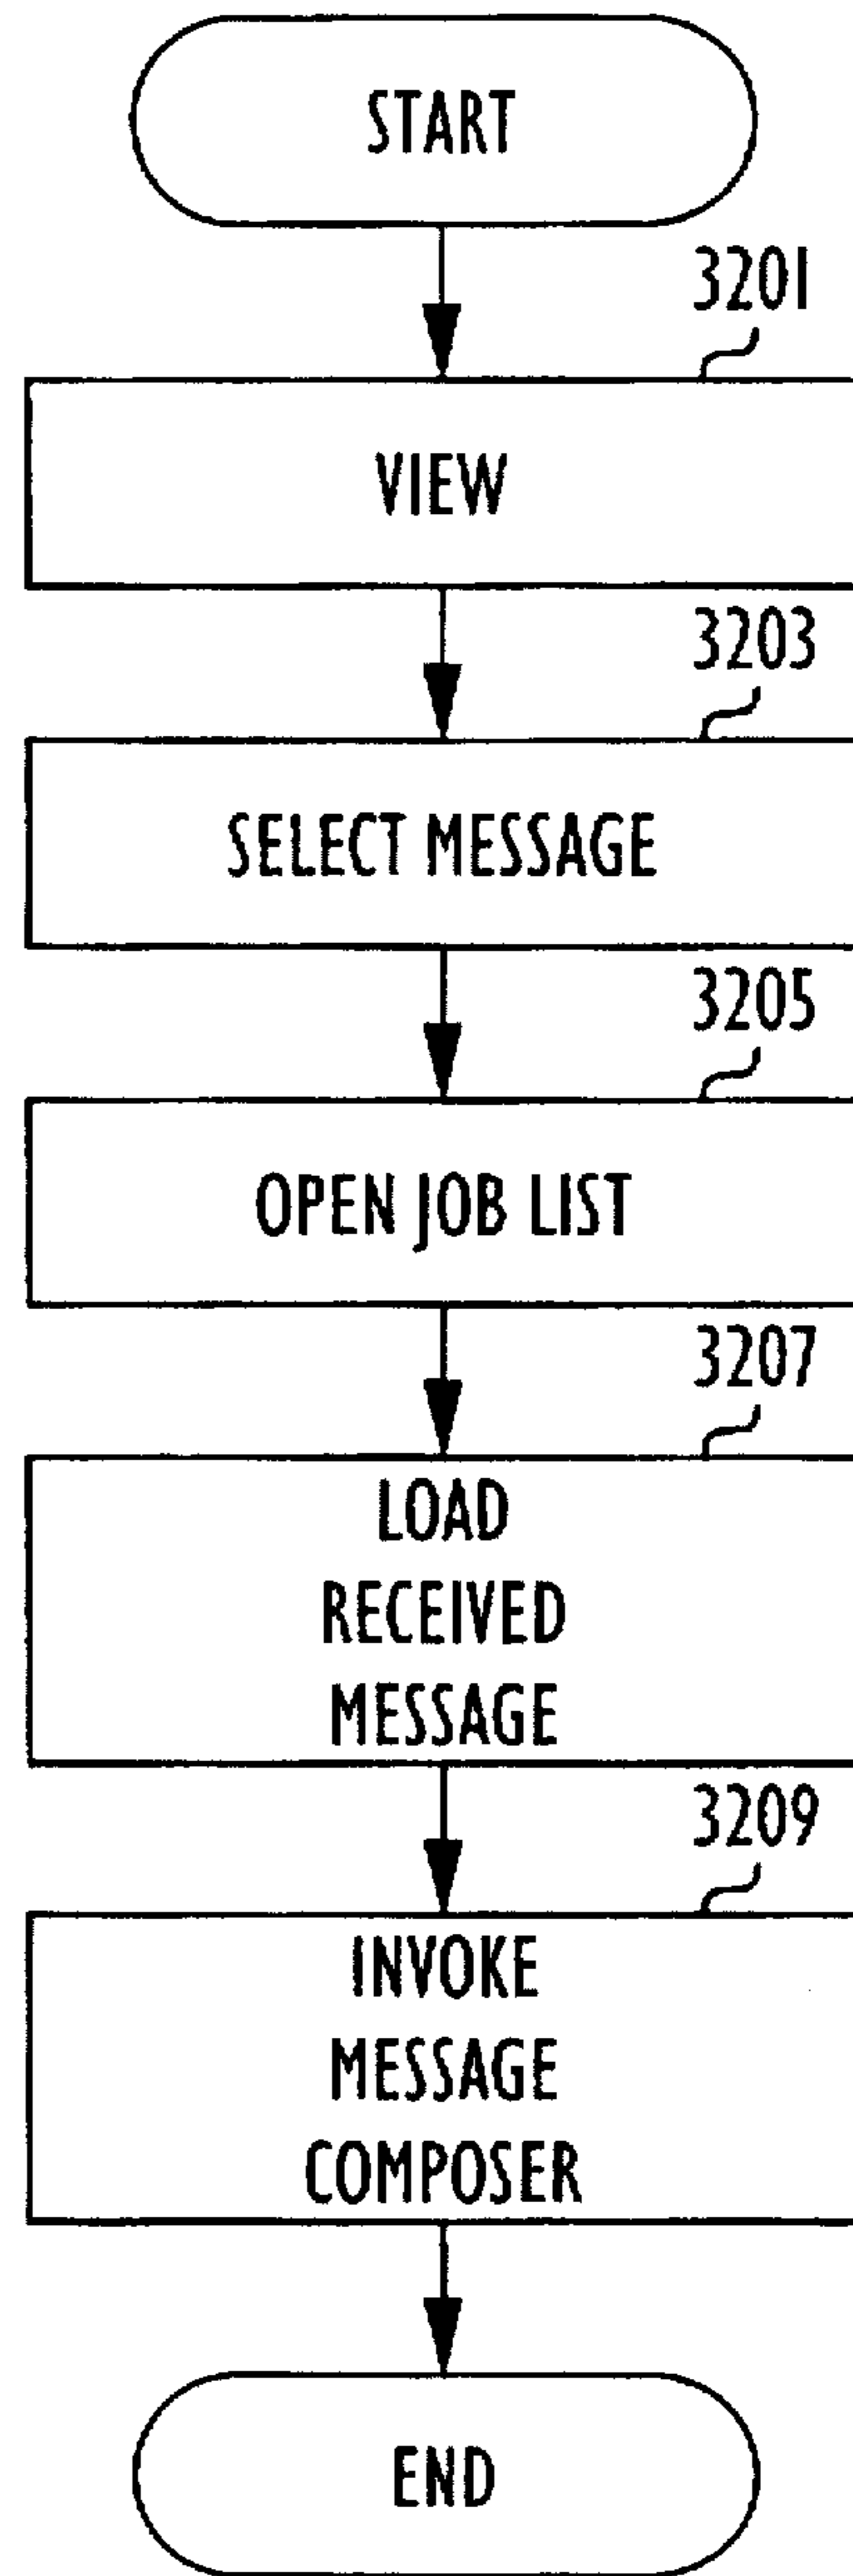 START
3201
VIEW
3203
SELECT MESSAGE
3205
OPEN JOB LIST
3207
LOAD
RECEIVED
MESSAGE
3209
INVOKE
MESSAGE
COMPOSER
END